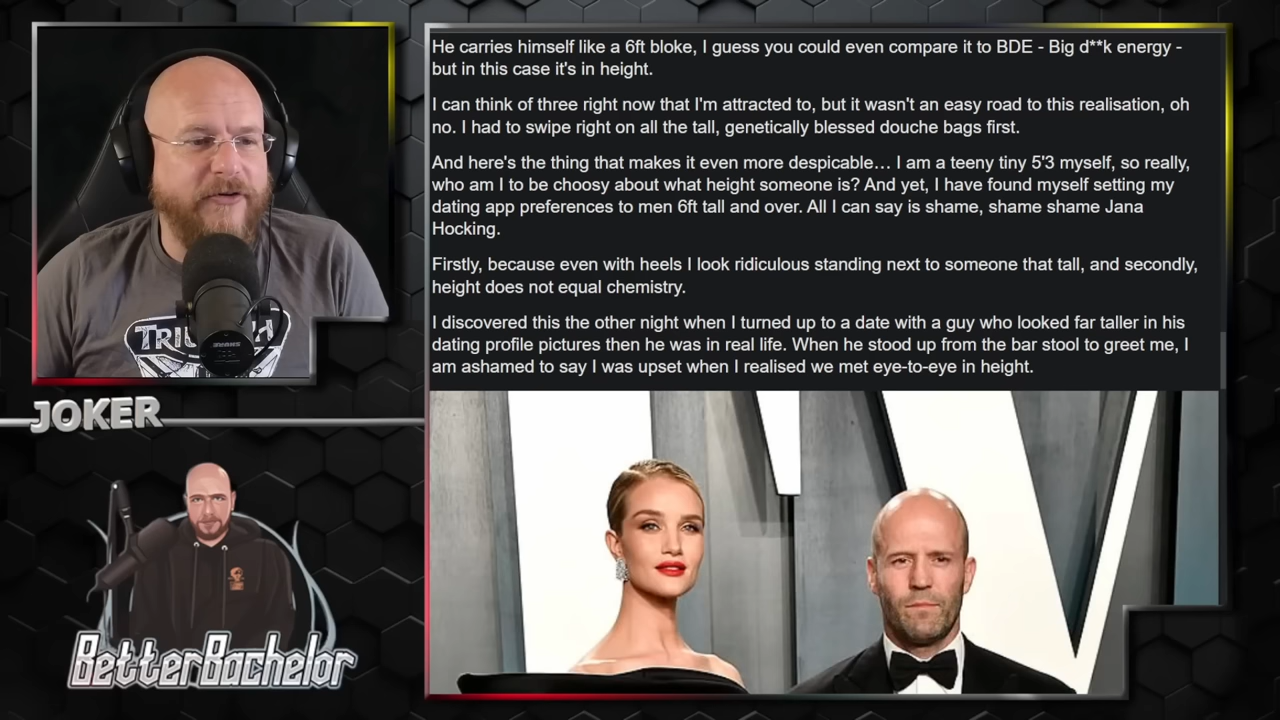 He carries himself like a 6ft bloke, I guess you could even compare it to BDE - Big d**k energy -
but in this case it's in height.
I can think of three right now that I'm attracted to, but it wasn't an easy road to this realisation, oh
no. I had to swipe right on all the tall, genetically blessed douche bags first.
And here's the thing that makes it even more despicable… I am a teeny tiny 5'3 myself, so really,
who am I to be choosy about what height someone is? And yet, I have found myself setting my
dating app preferences to men 6ft tall and over. All I can say is shame, shame shame Jana
Hocking.
Firstly, because even with heels I look ridiculous standing next to someone that tall, and secondly,
height does not equal chemistry.
I discovered this the other night when I turned up to a date with a guy who looked far taller in his
dating profile pictures then he was in real life. When he stood up from the bar stool to greet me, I
am ashamed to say I was upset when I realised we met eye-to-eye in height.
SHURE
JOKER
BetterBachelor